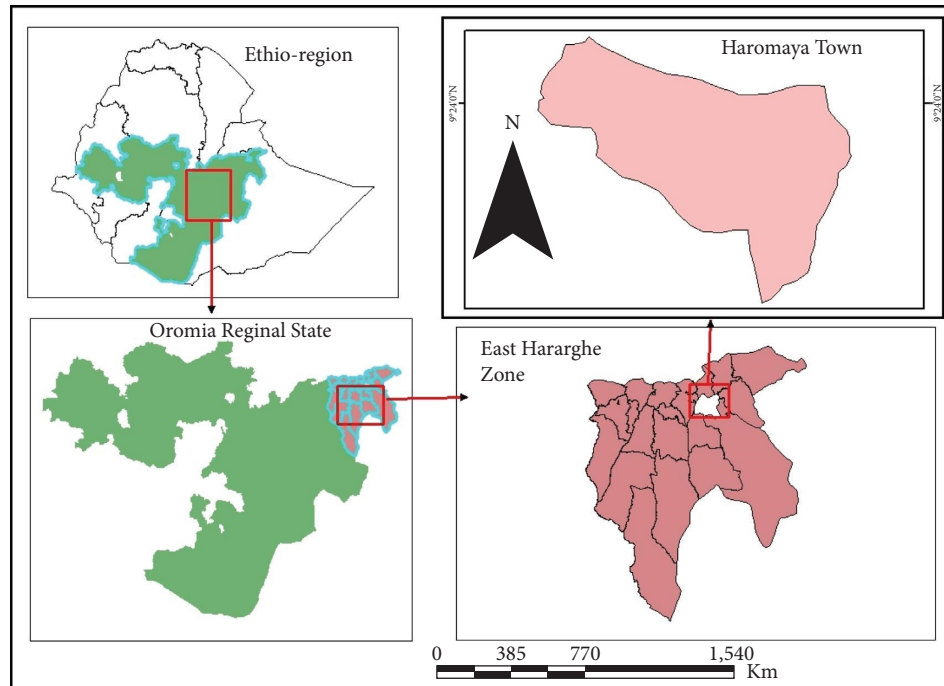 Ethio-region
Haromaya Town
9°24'0"N
9°24'0"N
N
Oromia Reginal State
East Hararghe
Zone
0 385 770 1,540
Km